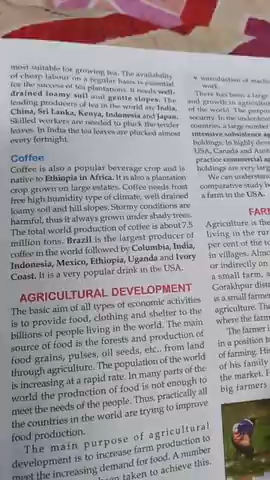 most suitable for growing tea. The availability
of cheap labour on a regular basis is essential
for the success of tea plantations. It needs well-
drained loamy soil and gentle slopes. The
leading producers of tea in the world are India,
China, Sri Lanka, Kenya, Indonesia and Japan.
Skilled workers are needed to pluck the tender
leaves. In India the tea leaves are plucked almost
every fortnight.
Coffee
Coffee is also a popular beverage crop and is
native to Ethiopia in Africa. It is also a plantation
crop grown on large estates. Coffee needs frost
free high humidity type of climate, well drained
loamy soil and hill slopes. Stormy conditions are
harmful, thus it always grown under shady trees.
The total world production of coffee is about 7.5
million tons. Brazil is the largest producer of
coffee in the world followed by Columbia, India,
Indonesia, Mexico, Ethiopia, Uganda and Ivory
Coast. It is a very popular drink in the USA.
AGRICULTURAL DEVELOPMENT
The basic aim of all types of economic activities
is to provide food, clothing and shelter to the
billions of people living in the world. The main
source of food is the forests and production of
food grains, pulses, oil seeds, etc., from land
through agriculture. The population of the world
is increasing at a rapid rate. In many parts of the
world the production of food is not enough to
meet the needs of the people. Thus, practically all
the countries in the world are trying to improve
food production.
The main purpose of agricultural
development is to increase farm production to
meet the increasing demand for food. A number
been taken to achieve this.
introduction of
work.
There has been a large
and growth in agricultur
of the world. The purpos
security. In the underdeve
countries, a large number
intensive subsistence
holdings. In highly deve
USA, Canada and Austr
practice commercial ag
holdings are very larg
We can understand
comparative study b
a farm in the USA.
FAR
Agriculture is the
living in the rur
per cent of the to
in villages. Almo
or indirectly on
a small farm, s
Gorakhpur distri
is a small farmer
agriculture. Tha
where the farm
The farmer i
in a position b
of farming. His
of his family
the market. F
big farmers